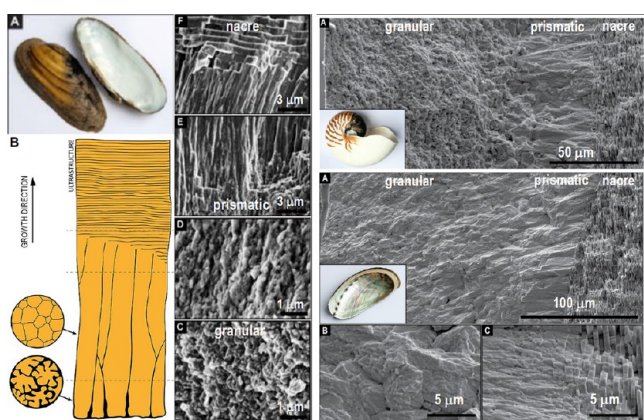 A
B
GROWTH DIRECTION
ULTRASTRUCTURE
F
nacre
3 μm
E
prismatic
3 μm
D
1 μm
C
granular
1 μm
A
granular
prismatic
nacre
50 μm
A
granular
prismatic
nacre
100 μm
B
5 μm
C
5 μm